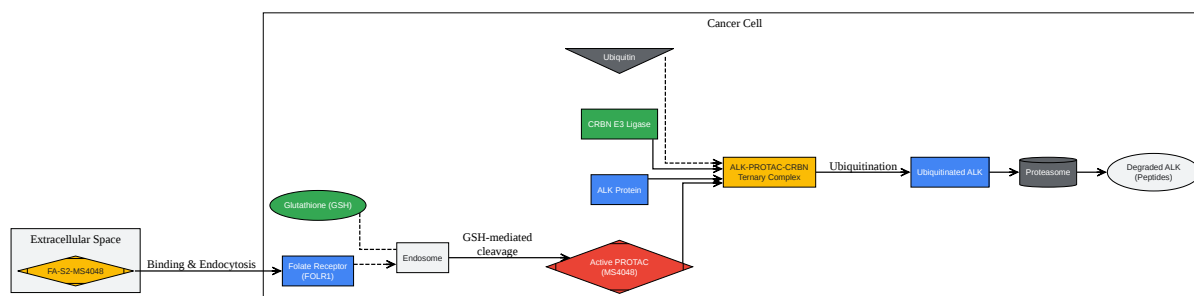 Cancer Cell
Ubiquitin
CRBN E3 Ligase
ALK Protein
ALK-PROTAC-CRBN
Ternary Complex
Ubiquitination
Ubiquitinated ALK
Proteasome
Degraded ALK
(Peptides)
Glutathione (GSH)
Extracellular Space
FA-S2-MS4048
Binding & Endocytosis
Folate Receptor
(FOLR1)
Endosome
GSH-mediated
cleavage
Active PROTAC
(MS4048)